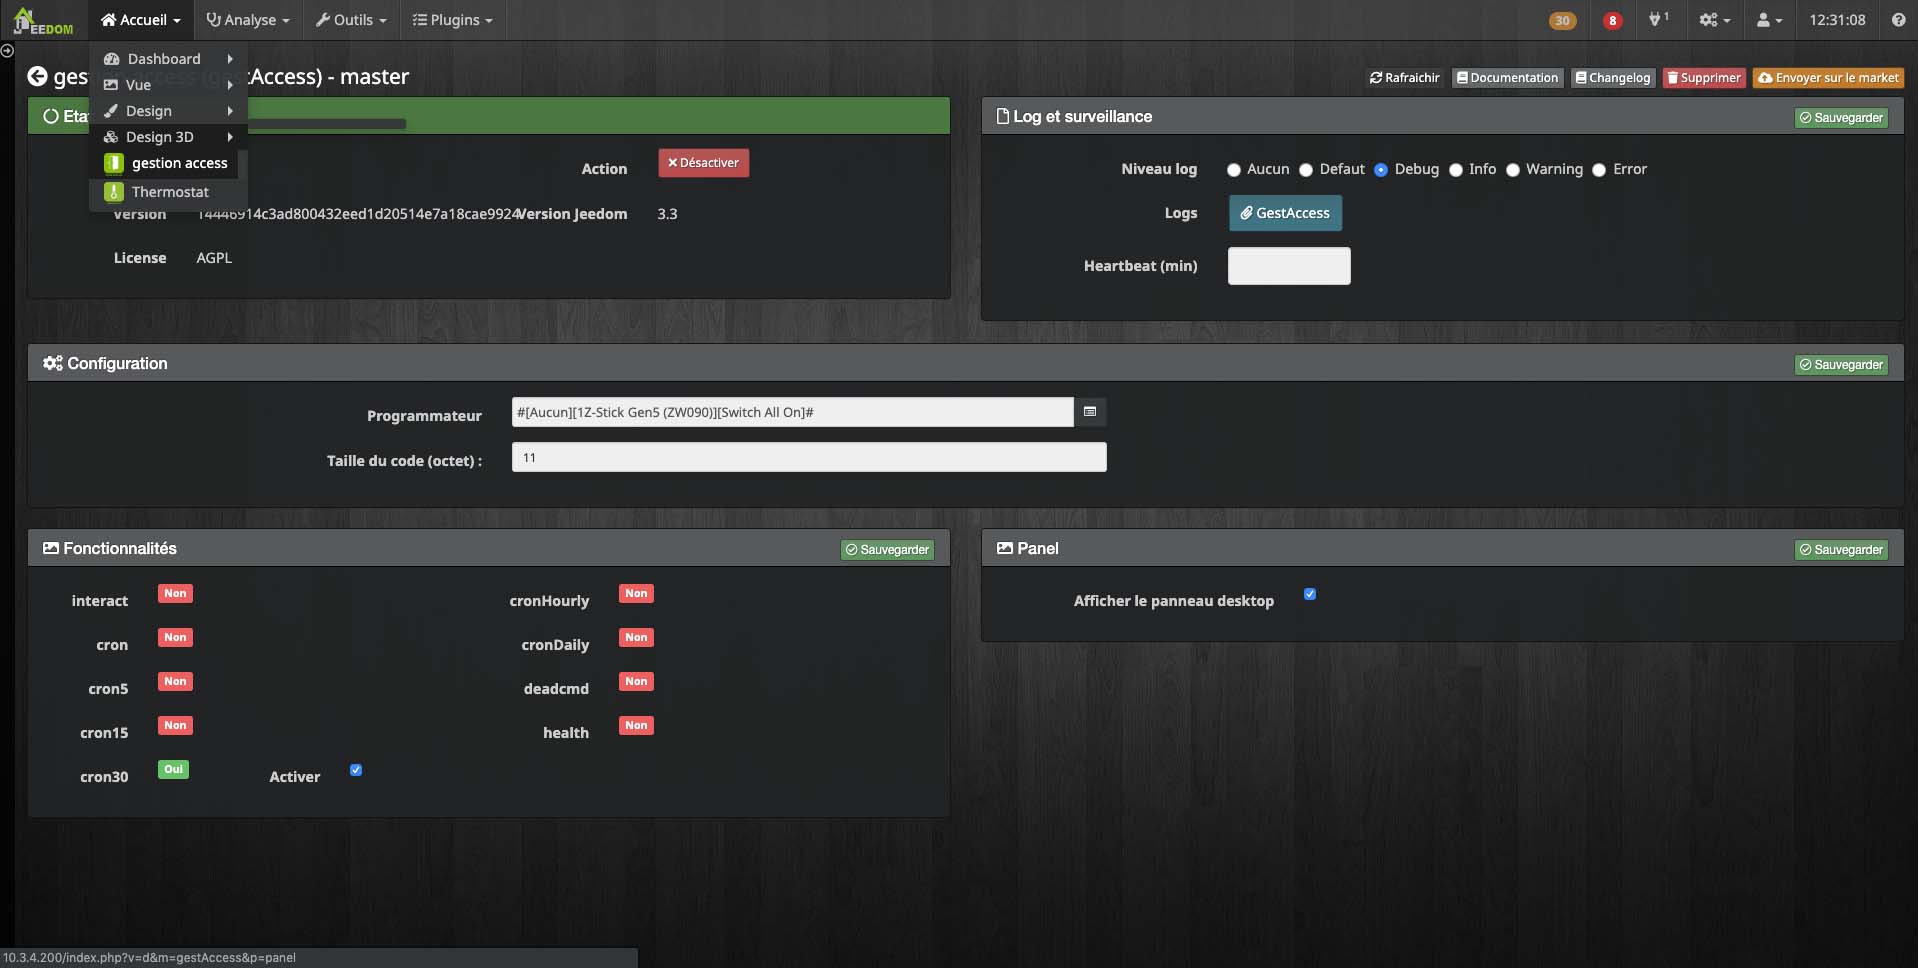 EEDOM
Accueil
Analyse
Outils
Plugins
30
8
1
12:31:08
Dashboard
Vue
Design
Design 3D
gestion access
Thermostat
gestion access (gestAccess) - master
Rafraichir
Documentation
Changelog
Supprimer
Envoyer sur le market
Etat
Action
Désactiver
Version
14446914c3ad800432eed1d20514e7a18cae9924
Version Jeedom
3.3
License
AGPL
Log et surveillance
Sauvegarder
Niveau log
Aucun
Defaut
Debug
Info
Warning
Error
Logs
GestAccess
Heartbeat (min)
Configuration
Sauvegarder
Programmateur
#[Aucun][1Z-Stick Gen5 (ZW090)][Switch All On]#
Taille du code (octet) :
11
Fonctionnalités
Sauvegarder
interact
Non
cronHourly
Non
cron
Non
cronDaily
Non
cron5
Non
deadcmd
Non
cron15
Non
health
Non
cron30
Oui
Activer
Panel
Sauvegarder
Afficher le panneau desktop
10.3.4.200/index.php?v=d&m=gestAccess&p=panel